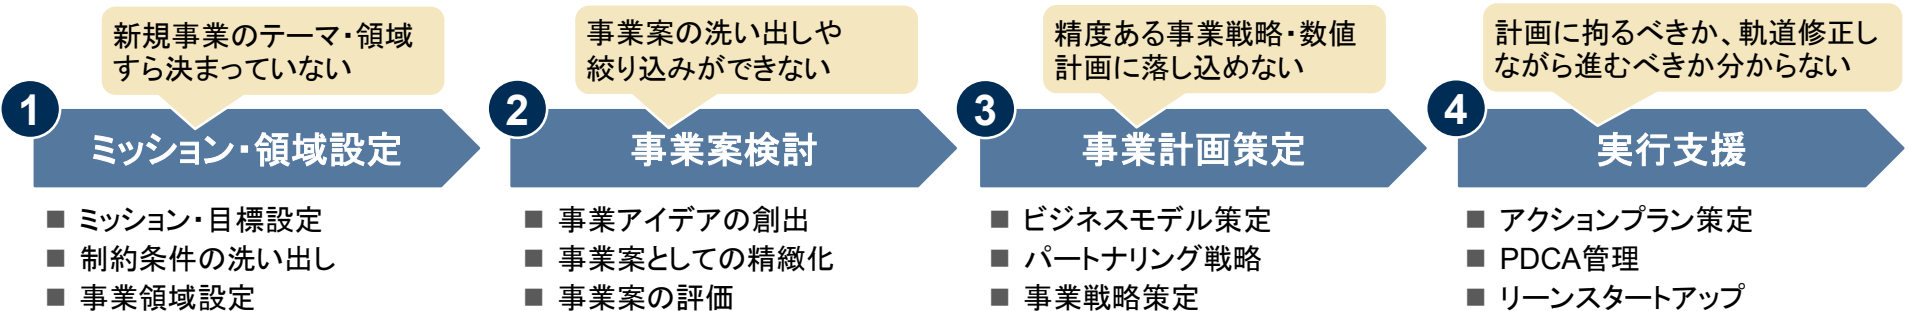 新規事業のテーマ・領域
すら決まっていない
1
ミッション・領域設定
■ ミッション・目標設定
■ 制約条件の洗い出し
■ 事業領域設定
事業案の洗い出しや
絞り込みができない
2
事業案検討
■ 事業アイデアの創出
■ 事業案としての精緻化
■ 事業案の評価
精度ある事業戦略・数値
計画に落し込めない
3
事業計画策定
■ ビジネスモデル策定
■ パートナリング戦略
■ 事業戦略策定
計画に拘るべきか、軌道修正し
ながら進むべきか分からない
4
実行支援
■ アクションプラン策定
■ PDCA管理
■ リーンスタートアップ